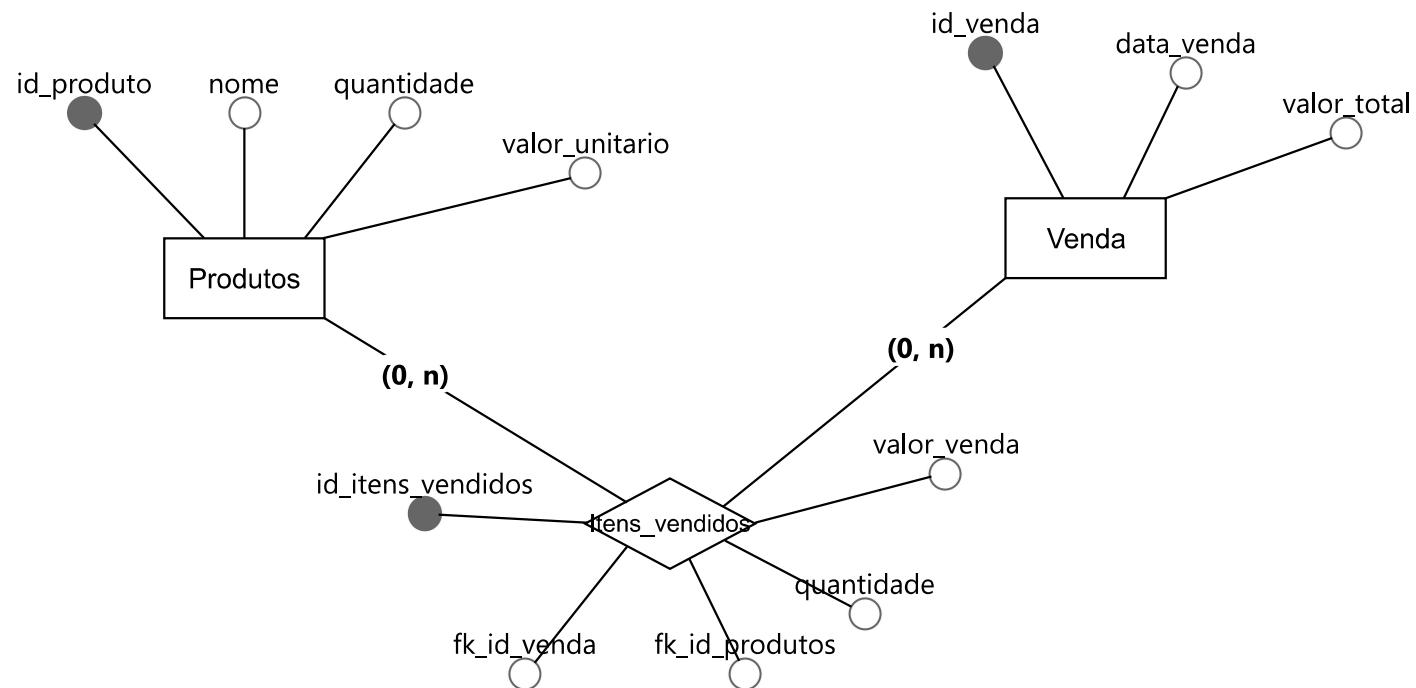 id_venda
data_venda
id_produto
nome
quantidade
valor_total
valor_unitario
Venda
Produtos
(0, n)
(0, n)
valor_venda
id_itens_vendidos
Itens_vendidos
quantidade
fk_id_venda
fk_id_produtos